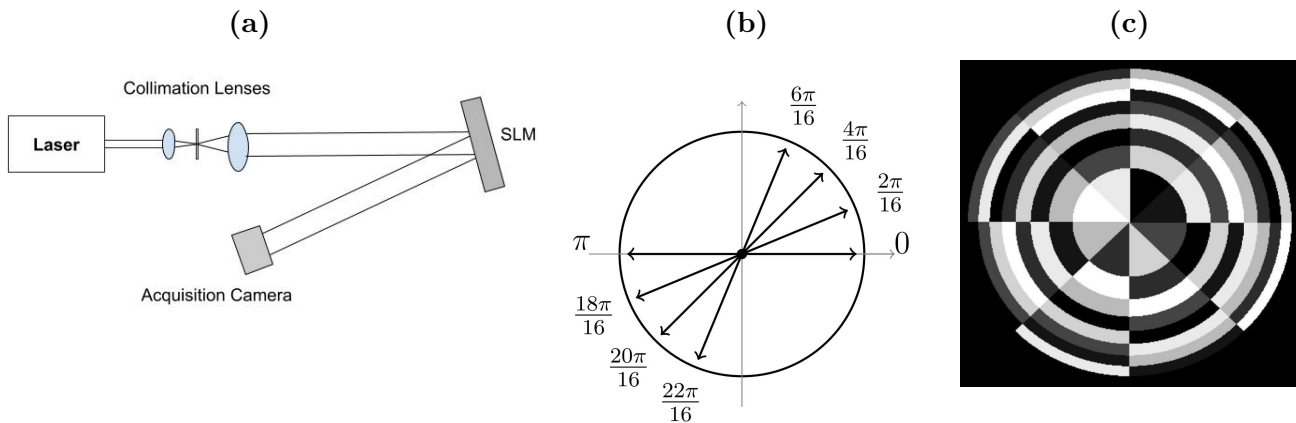 (a)
Collimation Lenses
Laser
SLM
Acquisition Camera
(b)
6π/16
4π/16
2π/16
π
0
18π/16
20π/16
22π/16
(c)